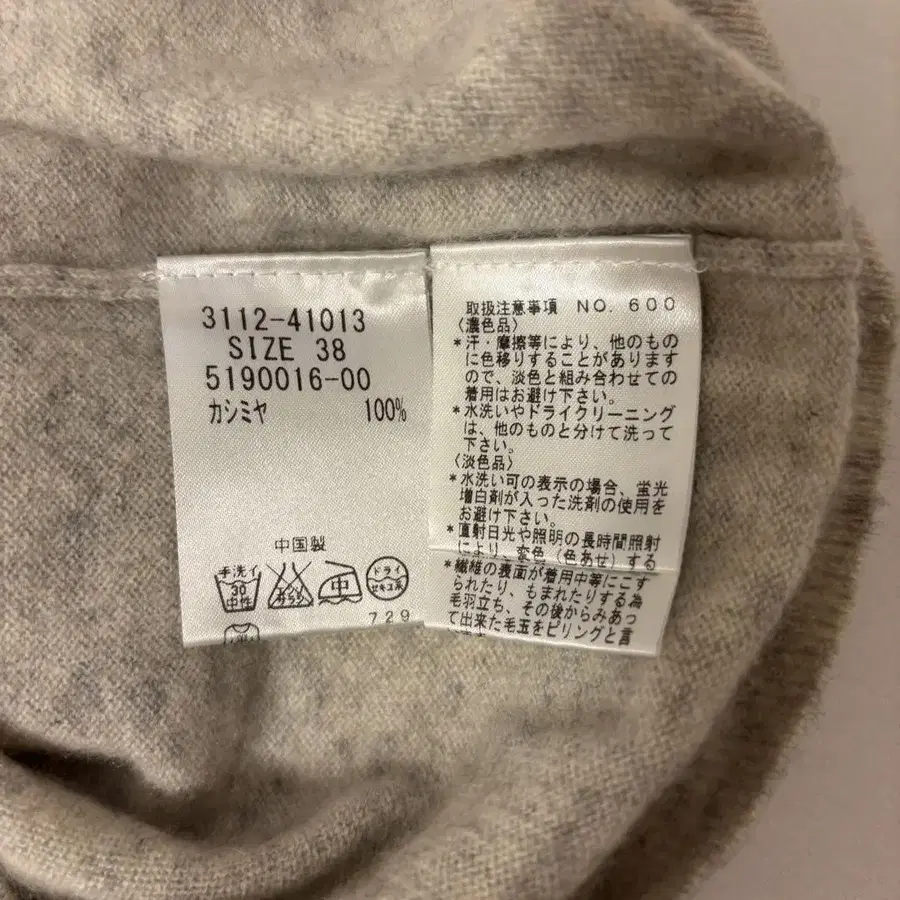 3112-41013
SIZE 38
5190016-00
カシミヤ 100%
中国製
手洗イ
30
中性
中
ドライ
セキユ系
729
取扱注意事項 NO. 600
〈濃色品〉
*汗・摩擦等により、他のもの
に色移りすることがあります
ので、淡色と組み合わせての
着用はお避け下さい。
*水洗いやドライクリーニング
は、他のものと分けて洗って
下さい。
〈淡色品〉
*水洗い可の表示の場合、蛍光
増白剤が入った洗剤の使用を
お避け下さい。
*直射日光や照明の長時間照射
により、変色(色あせ)する
*繊維の表面が着用中等にこす
られたり、もまれたりする為
毛羽立ち、その後からみあっ
て出来た毛玉をピリングと言